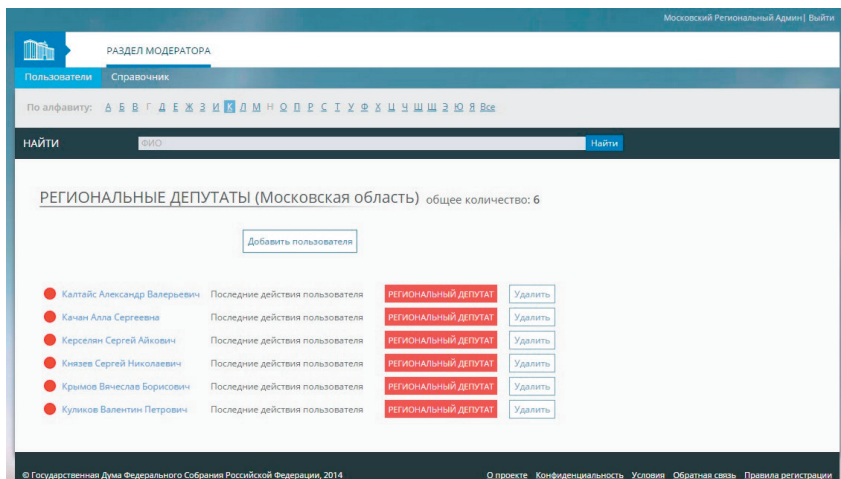 Московский Региональный Админ| Выйти
РАЗДЕЛ МОДЕРАТОРА
Пользователи Справочник
По алфавиту: А Б В Г Д Е Ж З И К Л М Н О П Р С Т У Ф Х Ц Ч Ш Щ Э Ю Я Все
НАЙТИ ФИО Найти
РЕГИОНАЛЬНЫЕ ДЕПУТАТЫ (Московская область) общее количество: 6
Добавить пользователя
Калтайс Александр Валерьевич Последние действия пользователя РЕГИОНАЛЬНЫЙ ДЕПУТАТ Удалить
Качан Алла Сергеевна Последние действия пользователя РЕГИОНАЛЬНЫЙ ДЕПУТАТ Удалить
Керселян Сергей Айкович Последние действия пользователя РЕГИОНАЛЬНЫЙ ДЕПУТАТ Удалить
Князев Сергей Николаевич Последние действия пользователя РЕГИОНАЛЬНЫЙ ДЕПУТАТ Удалить
Крымов Вячеслав Борисович Последние действия пользователя РЕГИОНАЛЬНЫЙ ДЕПУТАТ Удалить
Куликов Валентин Петрович Последние действия пользователя РЕГИОНАЛЬНЫЙ ДЕПУТАТ Удалить
© Государственная Дума Федерального Собрания Российской Федерации, 2014 О проекте Конфиденциальность Условия Обратная связь Правила регистрации